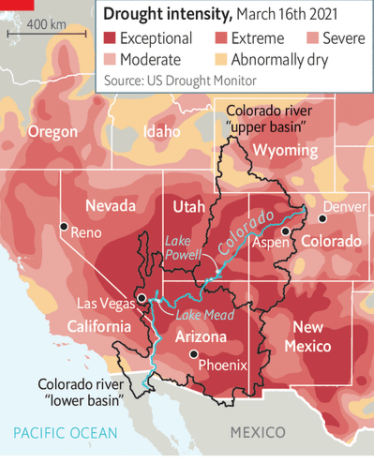 400 km
Drought intensity, March 16th 2021
Exceptional
Extreme
Severe
Moderate
Abnormally dry
Source: US Drought Monitor
Colorado river
"upper basin"
Oregon
Idaho
Wyoming
Nevada
Utah
Denver
Reno
Colorado
Aspen
Colorado
Lake
Powell
Las Vegas
Lake Mead
California
Arizona
New
Mexico
Phoenix
Colorado river
"lower basin"
PACIFIC OCEAN
MEXICO